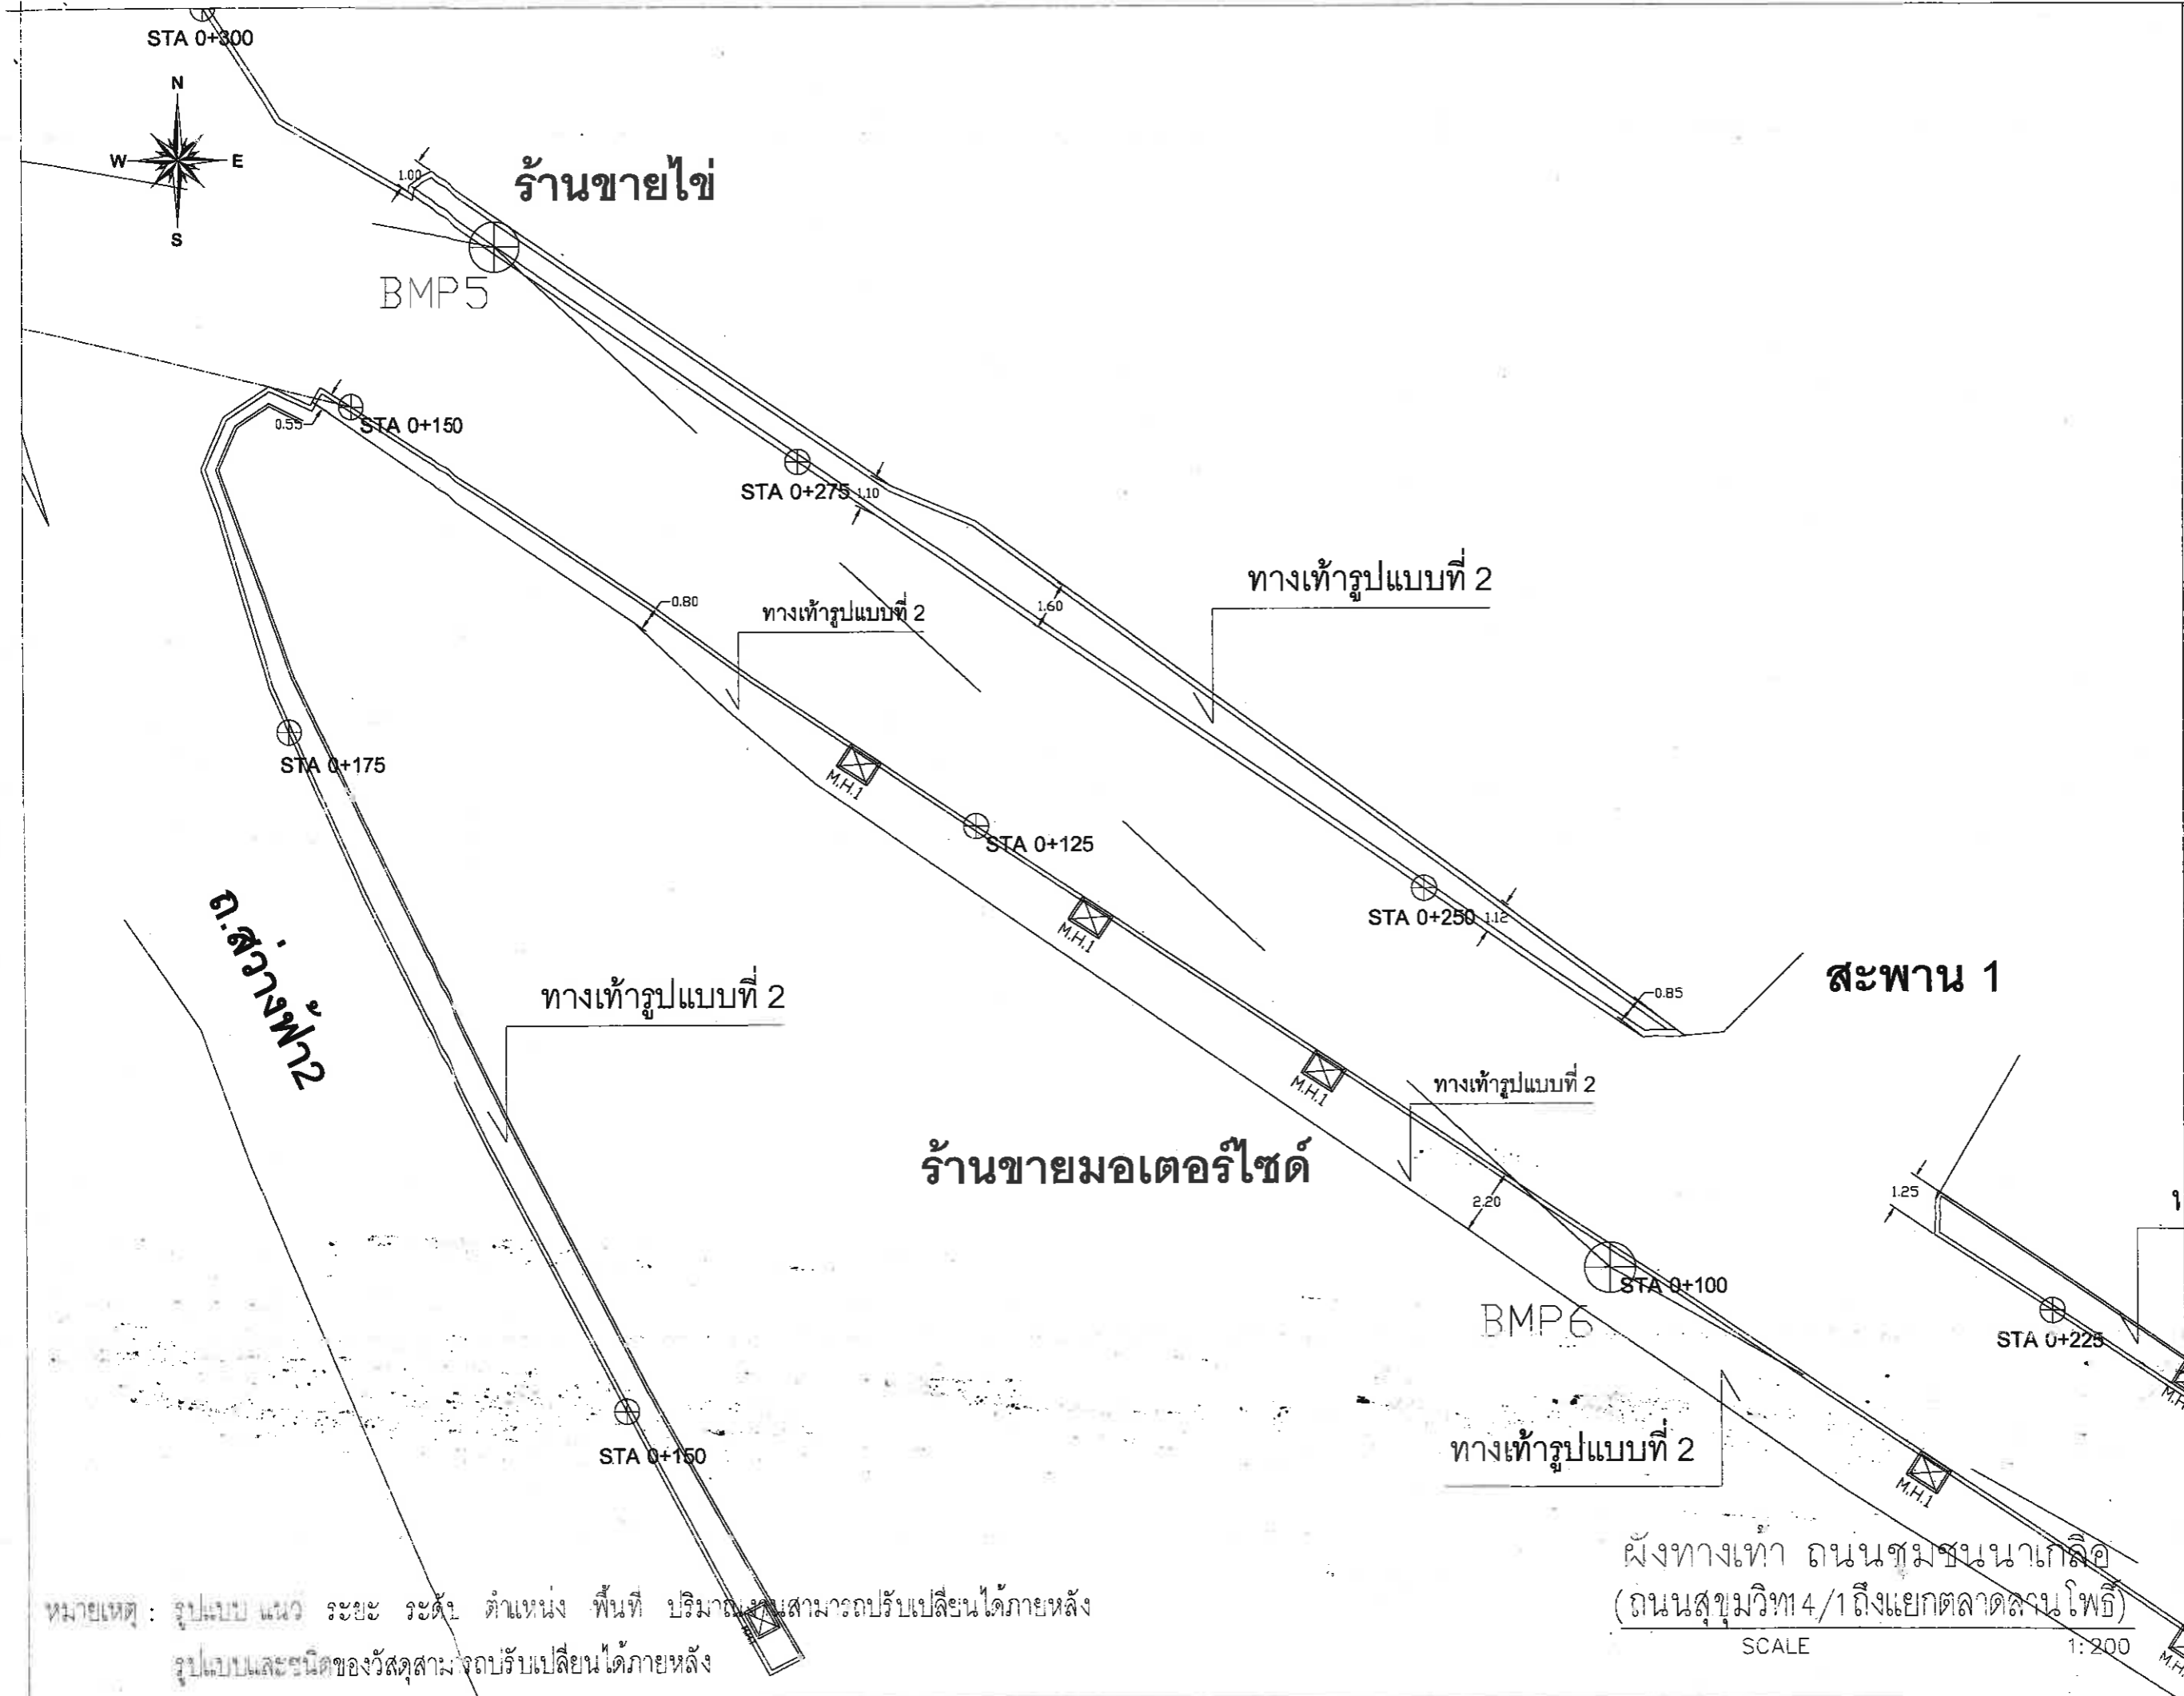 STA 0+300
N
W
E
S
1.00
ร้านขายไข่
BMP5
0.55
STA 0+150
STA 0+275
1.10
ทางเท้ารูปแบบที่ 2
1.60
0.80
ทางเท้ารูปแบบที่ 2
STA 0+175
M.H.1
STA 0+125
STA 0+250
1.12
M.H.1
ถ.สว่างฟ้า2
ทางเท้ารูปแบบที่ 2
สะพาน 1
0.85
M.H.1
ทางเท้ารูปแบบที่ 2
ร้านขายมอเตอร์ไซด์
2.20
1.25
STA 0+100
BMP6
STA 0+225
M.H
STA 0+150
ทางเท้ารูปแบบที่ 2
M.H.1
ผังทางเท้า ถนนชุมชนนาเกลือ
(ถนนสุขุมวิท14/1ถึงแยกตลาดลานโพธิ์)
SCALE 1:200
M.H
หมายเหตุ : รูปแบบ แนว ระยะ ระดับ ตำแหน่ง พื้นที่ ปริมาณงานสามารถปรับเปลี่ยนได้ภายหลัง
รูปแบบและชนิดของวัสดุสามารถปรับเปลี่ยนได้ภายหลัง